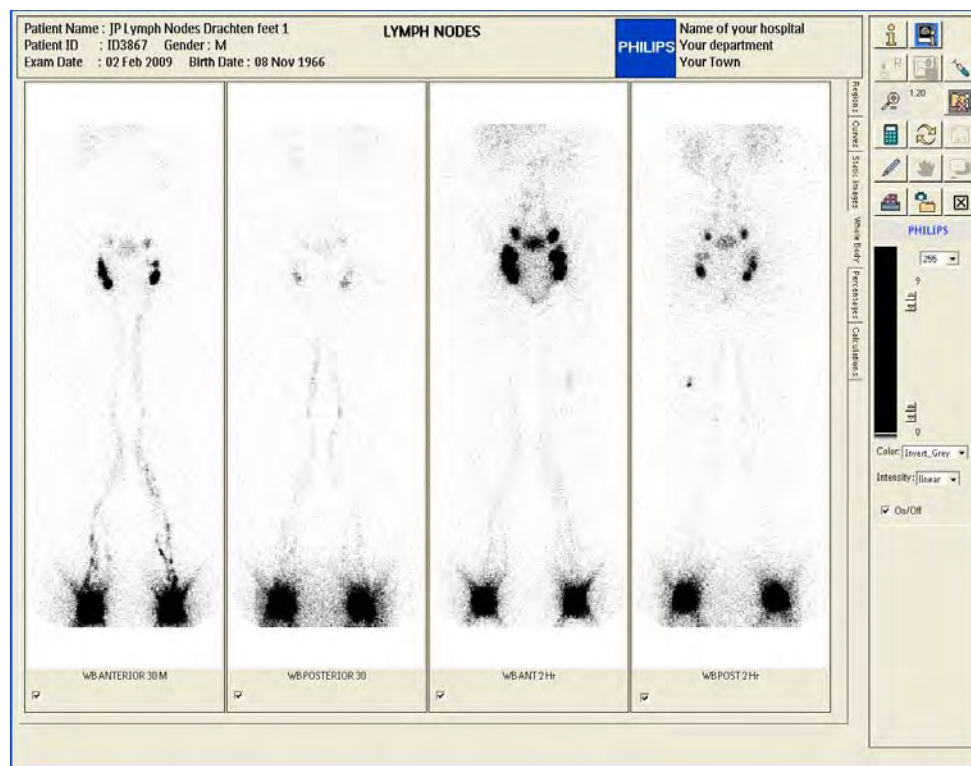 Patient Name : JP Lymph Nodes Drachten feet 1
Patient ID : ID3867 Gender : M
Exam Date : 02 Feb 2009 Birth Date : 08 Nov 1966
LYMPH NODES
PHILIPS
Name of your hospital
Your department
Your Town
R
1.20
Regions
Curves
Static Images
Whole Body
Percentages
Calculations
PHILIPS
255
9
0
Color: Invert_Grey
Intensity: linear
On/Off
WB ANTERIOR 30 M
WB POSTERIOR 30
WB ANT 2 Hr
WB POST 2 Hr